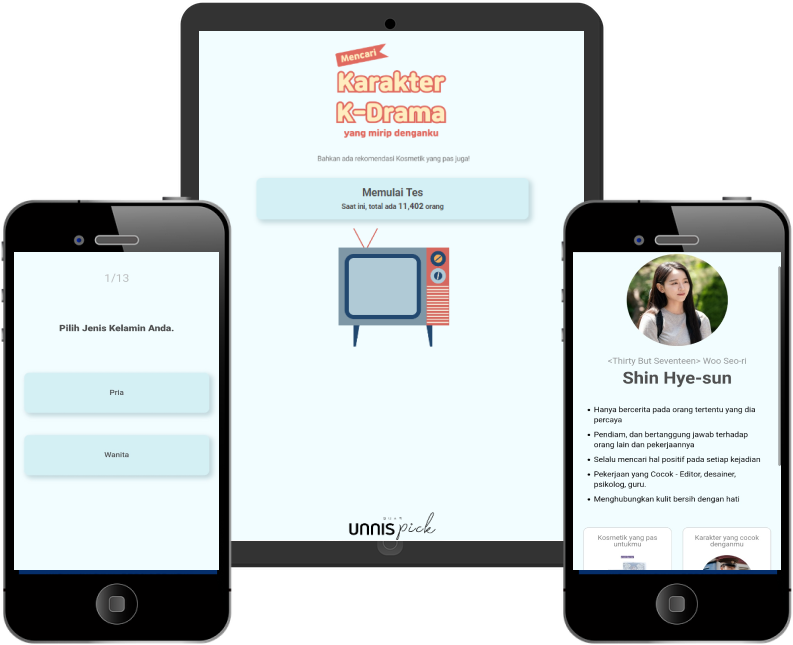 Mencari
Karakter
K-Drama
yang mirip denganku
Bahkan ada rekomendasi Kosmetik yang pas juga!
Memulai Tes
Saat ini, total ada 11,402 orang
UNNIS pick
1/13
Pilih Jenis Kelamin Anda.
Pria
Wanita
<Thirty But Seventeen> Woo Seo-ri
Shin Hye-sun
• Hanya bercerita pada orang tertentu yang dia
percaya
• Pendiam, dan bertanggung jawab terhadap
orang lain dan pekerjaannya
• Selalu mencari hal positif pada setiap kejadian
• Pekerjaan yang Cocok - Editor, desainer,
psikolog, guru.
• Menghubungkan kulit bersih dengan hati
Kosmetik yang pas
untukmu
Karakter yang cocok
denganmu